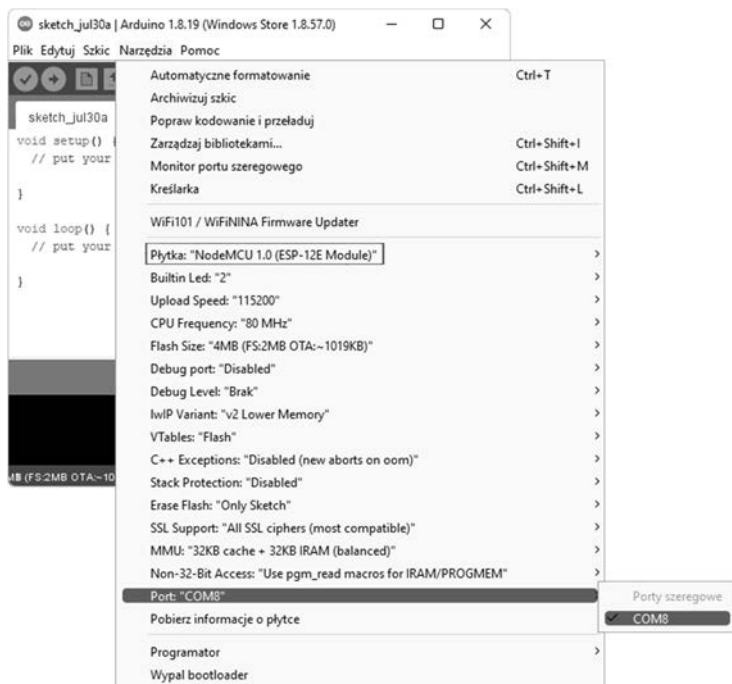 sketch_jul30a | Arduino 1.8.19 (Windows Store 1.8.57.0)
Plik Edytuj Szkic Narzędzia Pomoc
sketch_jul30a
void setup() {
// put your
}
void loop() {
// put your
}
(FS:2MB OTA:~10
Automatyczne formatowanie Ctrl+T
Archiwizuj szkic
Popraw kodowanie i przeładuj
Zarządzaj bibliotekami... Ctrl+Shift+I
Monitor portu szeregowego Ctrl+Shift+M
Kreślarka Ctrl+Shift+L
WiFi101 / WiFiNINA Firmware Updater
Płytka: "NodeMCU 1.0 (ESP-12E Module)"
Builtin Led: "2"
Upload Speed: "115200"
CPU Frequency: "80 MHz"
Flash Size: "4MB (FS:2MB OTA:~1019KB)"
Debug port: "Disabled"
Debug Level: "Brak"
lwIP Variant: "v2 Lower Memory"
VTables: "Flash"
C++ Exceptions: "Disabled (new aborts on oom)"
Stack Protection: "Disabled"
Erase Flash: "Only Sketch"
SSL Support: "All SSL ciphers (most compatible)"
MMU: "32KB cache + 32KB IRAM (balanced)"
Non-32-Bit Access: "Use pgm_read macros for IRAM/PROGMEM"
Port: "COM8"
Porty szeregowe
COM8
Pobierz informacje o płytce
Programator
Wypal bootloader